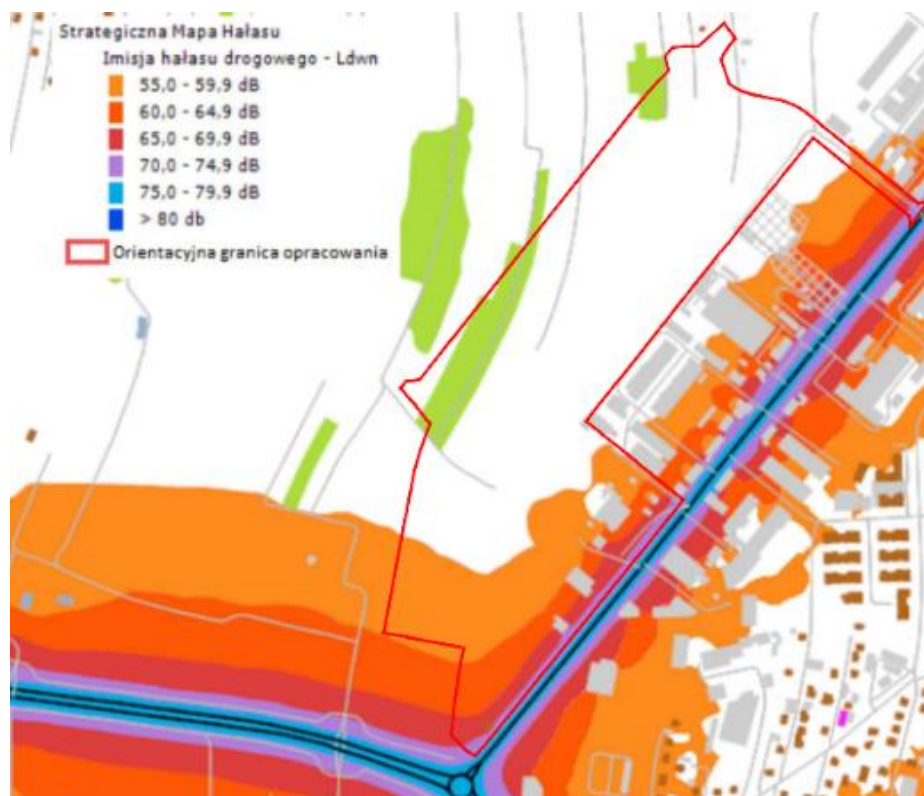 Strategiczna Mapa Hałasu
Imisja hałasu drogowego - Ldwn
55,0 - 59,9 dB
60,0 - 64,9 dB
65,0 - 69,9 dB
70,0 - 74,9 dB
75,0 - 79,9 dB
> 80 db
Orientacyjna granica opracowania